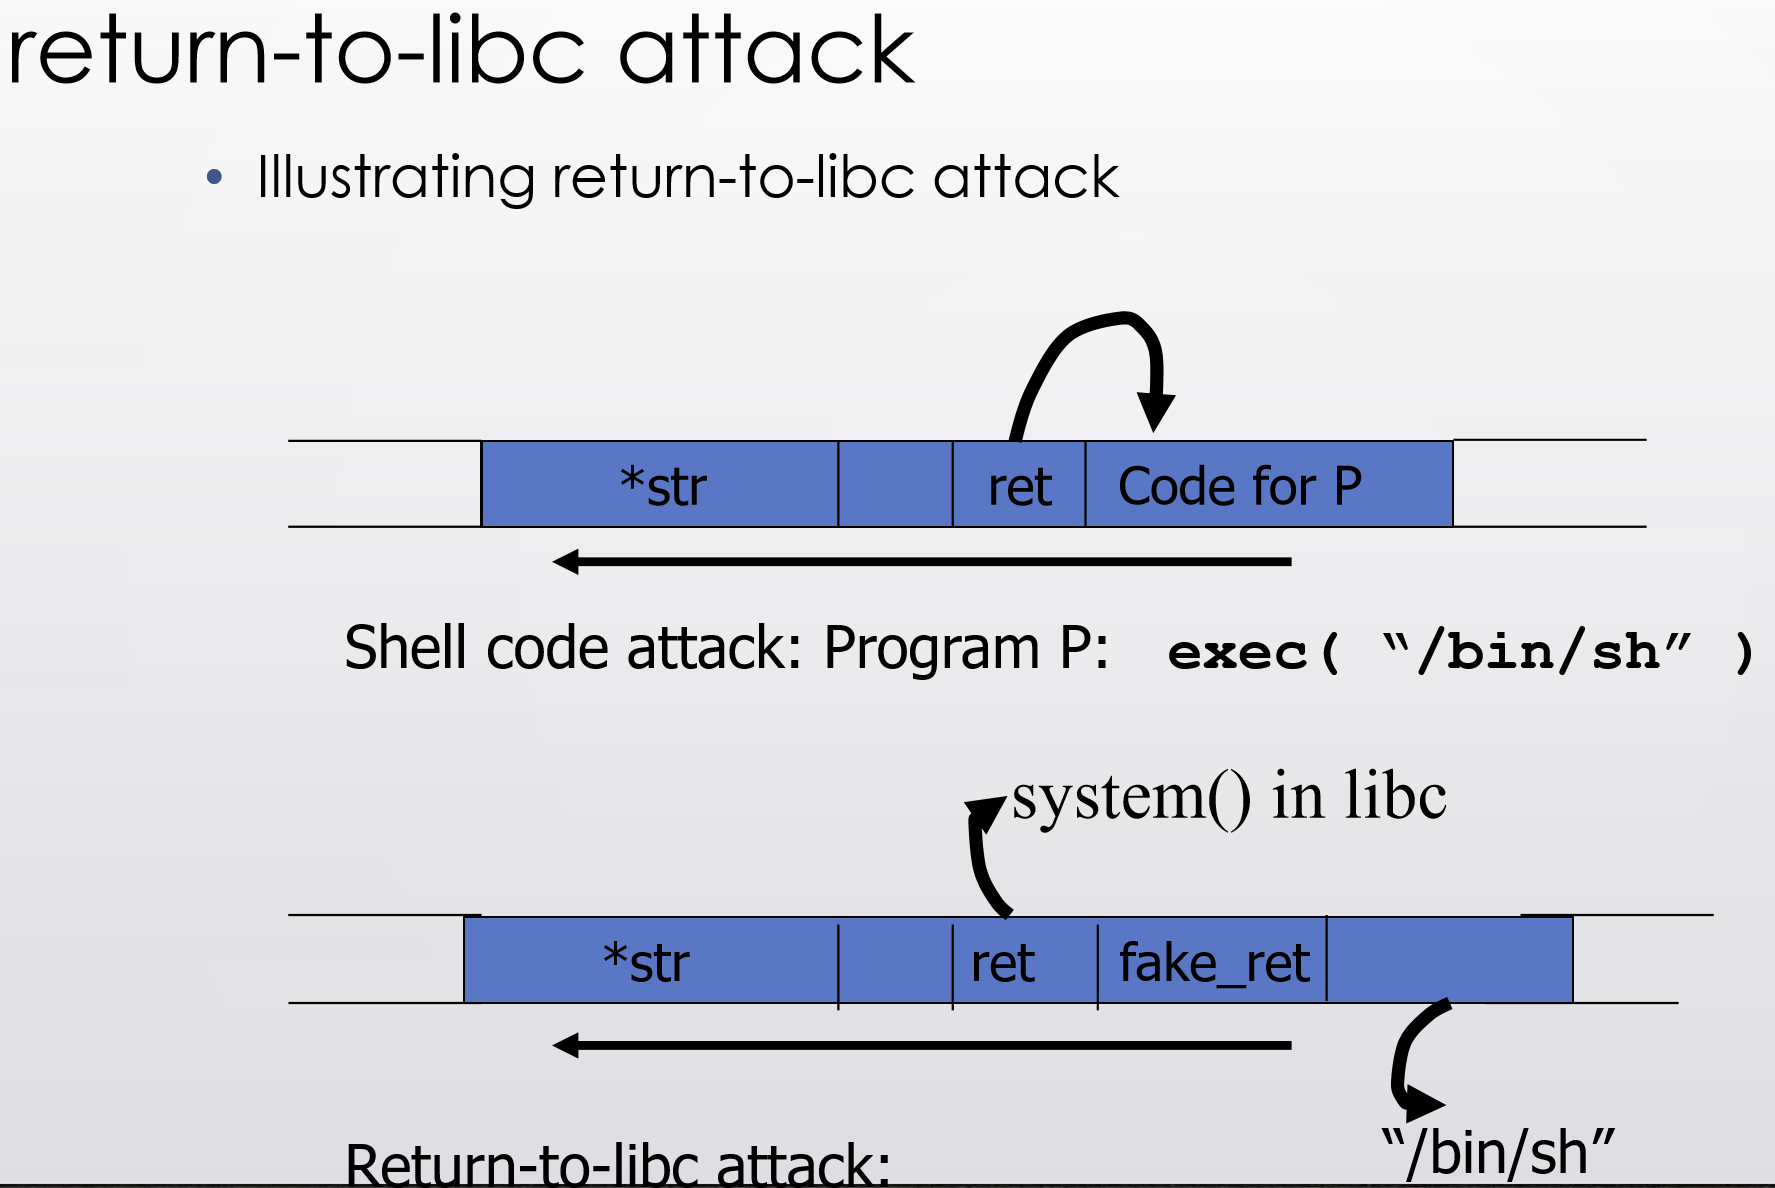 return-to-libc attack
• Illustrating return-to-libc attack
*str ret Code for P
Shell code attack: Program P: exec( “/bin/sh” )
system() in libc
*str ret fake_ret
“/bin/sh”
Return-to-libc attack: